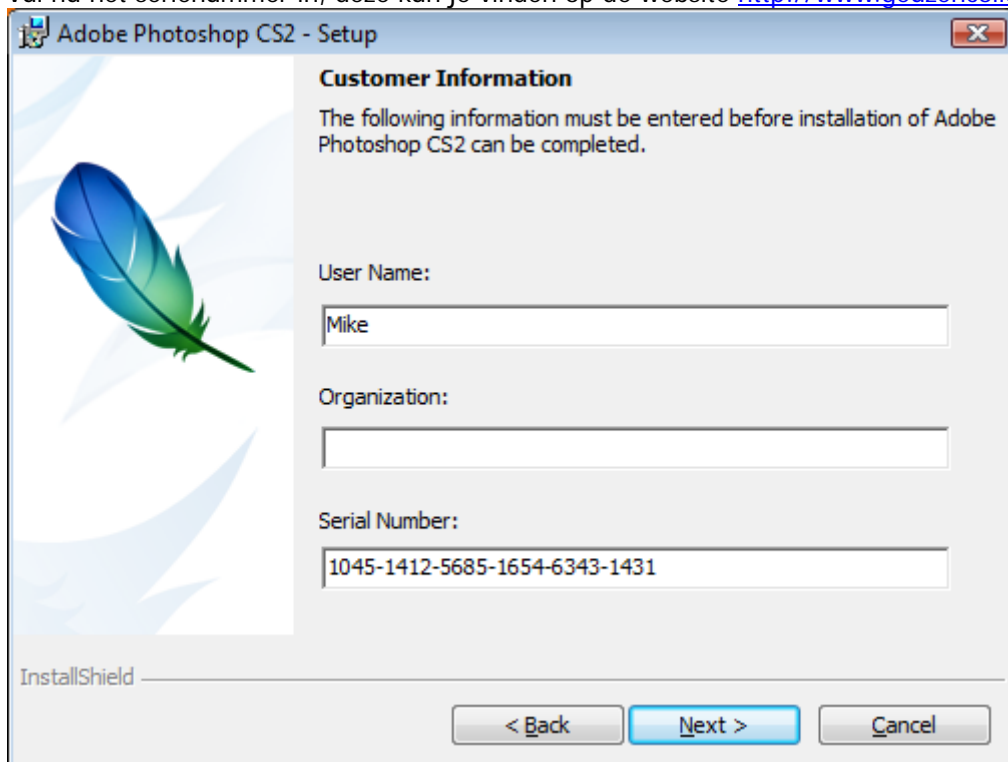 Vul nu het serienummer in, deze kan je vinden op de website
Adobe Photoshop CS2 - Setup
Customer Information
The following information must be entered before installation of Adobe
Photoshop CS2 can be completed.
User Name:
Mike
Organization:
Serial Number:
1045-1412-5685-1654-6343-1431
InstallShield
< Back
Next >
Cancel